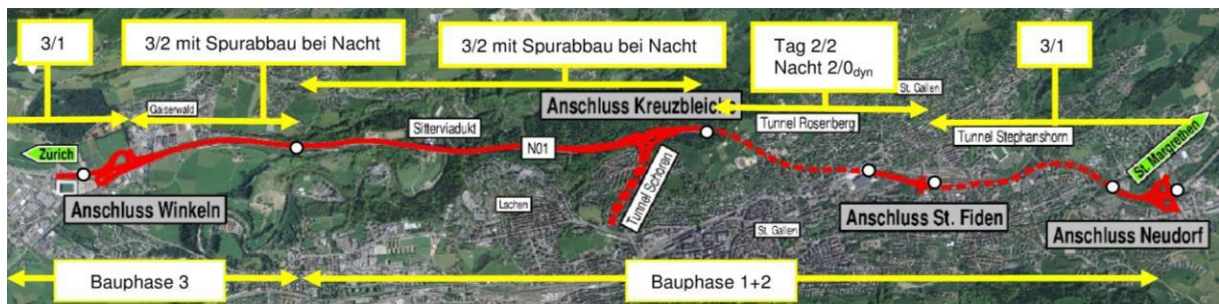 3/1
3/2 mit Spurabbau bei Nacht
3/2 mit Spurabbau bei Nacht
Tag 2/2
Nacht 2/0dyn
3/1
Gaiserwald
Sitterviadukt
N01
Anschluss Kreuzbleiche
St. Gallen
Tunnel Rosenberg
Tunnel Stephanshorn
Zürich
St. Margrethen
Anschluss Winkeln
Lachen
Tunnel Schoren
St. Gallen
Anschluss St. Fiden
Anschluss Neudorf
Bauphase 3
Bauphase 1+2